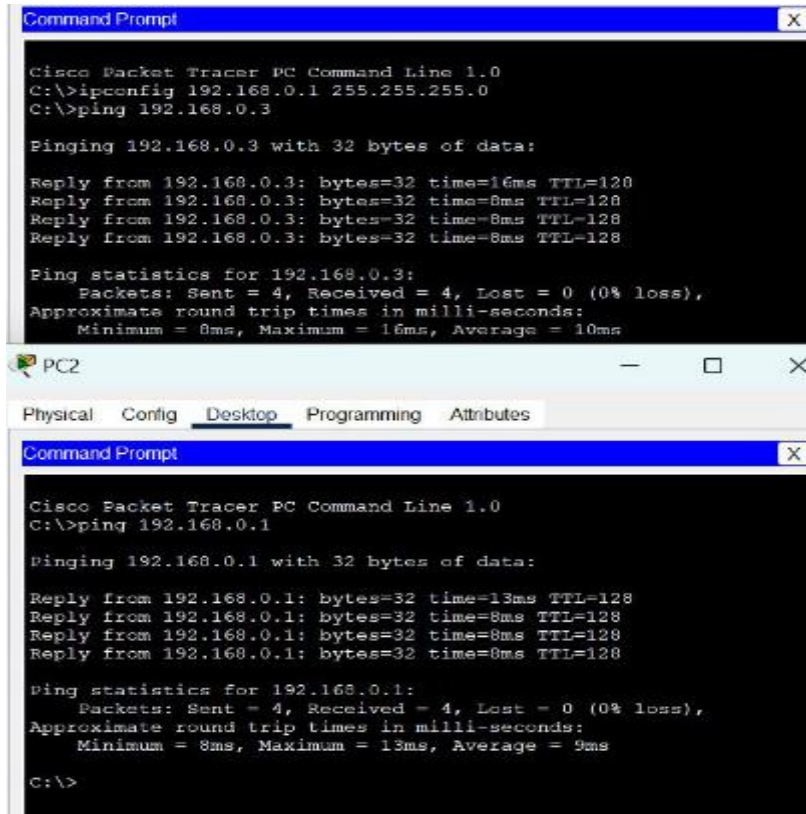 Command Prompt
X
Cisco Packet Tracer PC Command Line 1.0
C:\>ipconfig 192.168.0.1 255.255.255.0
C:\>ping 192.168.0.3
Pinging 192.168.0.3 with 32 bytes of data:
Reply from 192.168.0.3: bytes=32 time=16ms TTL=128
Reply from 192.168.0.3: bytes=32 time=8ms TTL=128
Reply from 192.168.0.3: bytes=32 time=8ms TTL=128
Reply from 192.168.0.3: bytes=32 time=8ms TTL=128
Ping statistics for 192.168.0.3:
Packets: Sent = 4, Received = 4, Lost = 0 (0% loss),
Approximate round trip times in milli-seconds:
Minimum = 8ms, Maximum = 16ms, Average = 10ms
PC2
Physical Config Desktop Programming Attributes
Command Prompt
X
Cisco Packet Tracer PC Command Line 1.0
C:\>ping 192.168.0.1
Pinging 192.168.0.1 with 32 bytes of data:
Reply from 192.168.0.1: bytes=32 time=13ms TTL=128
Reply from 192.168.0.1: bytes=32 time=8ms TTL=128
Reply from 192.168.0.1: bytes=32 time=8ms TTL=128
Reply from 192.168.0.1: bytes=32 time=8ms TTL=128
Ping statistics for 192.168.0.1:
Packets: Sent = 4, Received = 4, Lost = 0 (0% loss),
Approximate round trip times in milli-seconds:
Minimum = 8ms, Maximum = 13ms, Average = 9ms
C:\>